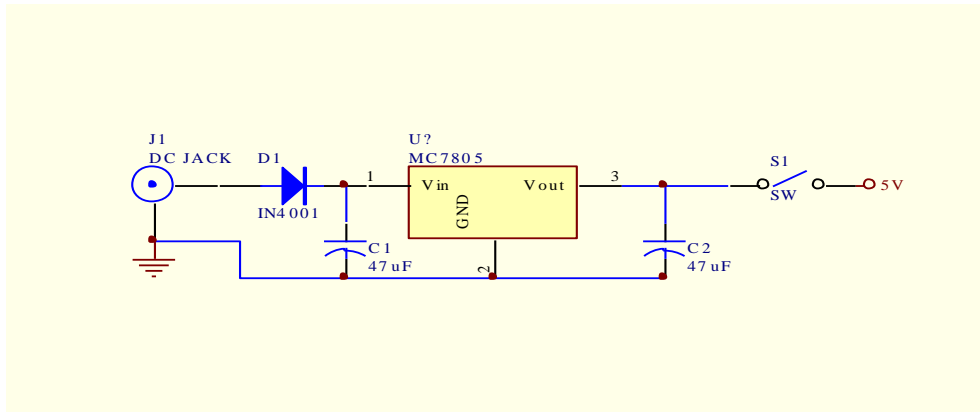 J1
DC JACK
D1
IN4001
U?
MC7805
1
Vin
Vout
GND
2
3
C1
47uF
C2
47uF
S1
SW
5V